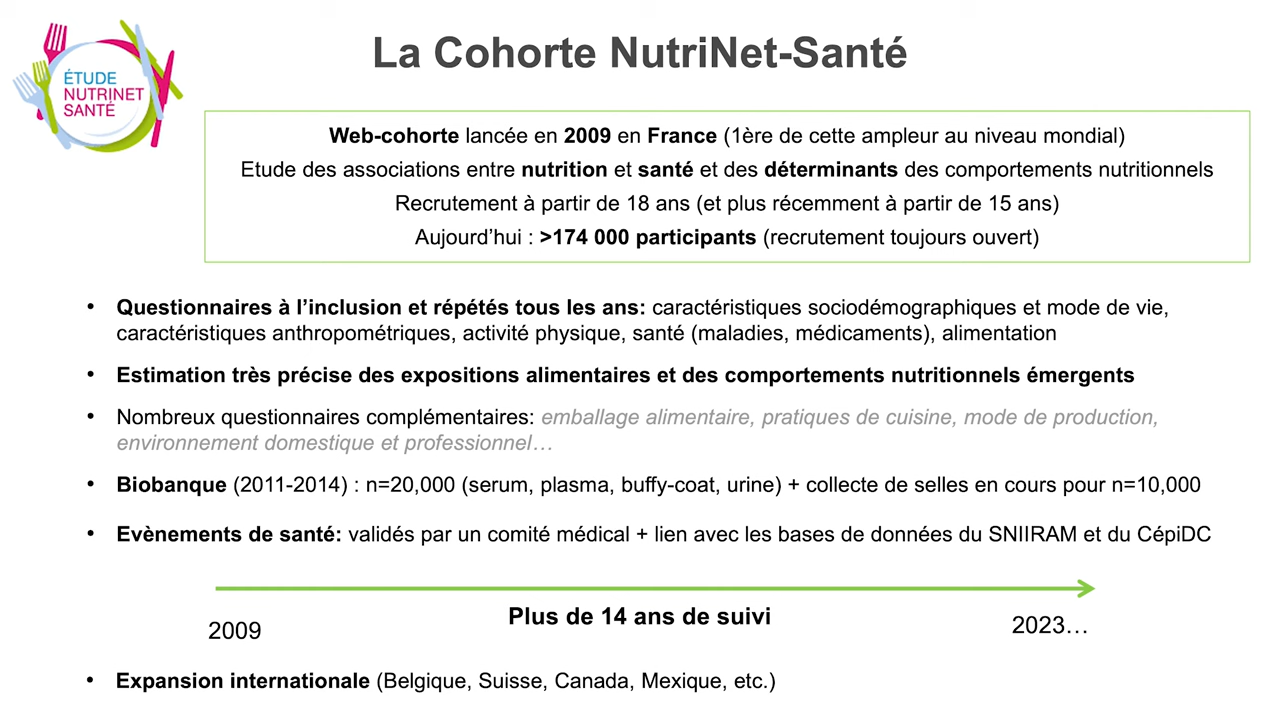 La Cohorte NutriNet-Santé
ÉTUDE
NUTRINET
SANTÉ
Web-cohorte lancée en 2009 en France (1ère de cette ampleur au niveau mondial)
Etude des associations entre nutrition et santé et des déterminants des comportements nutritionnels
Recrutement à partir de 18 ans (et plus récemment à partir de 15 ans)
Aujourd’hui : >174 000 participants (recrutement toujours ouvert)
• Questionnaires à l’inclusion et répétés tous les ans: caractéristiques sociodémographiques et mode de vie,
caractéristiques anthropométriques, activité physique, santé (maladies, médicaments), alimentation
• Estimation très précise des expositions alimentaires et des comportements nutritionnels émergents
• Nombreux questionnaires complémentaires: emballage alimentaire, pratiques de cuisine, mode de production,
environnement domestique et professionnel…
• Biobanque (2011-2014) : n=20,000 (serum, plasma, buffy-coat, urine) + collecte de selles en cours pour n=10,000
• Evènements de santé: validés par un comité médical + lien avec les bases de données du SNIIRAM et du CépiDC
Plus de 14 ans de suivi
2009
2023…
• Expansion internationale (Belgique, Suisse, Canada, Mexique, etc.)